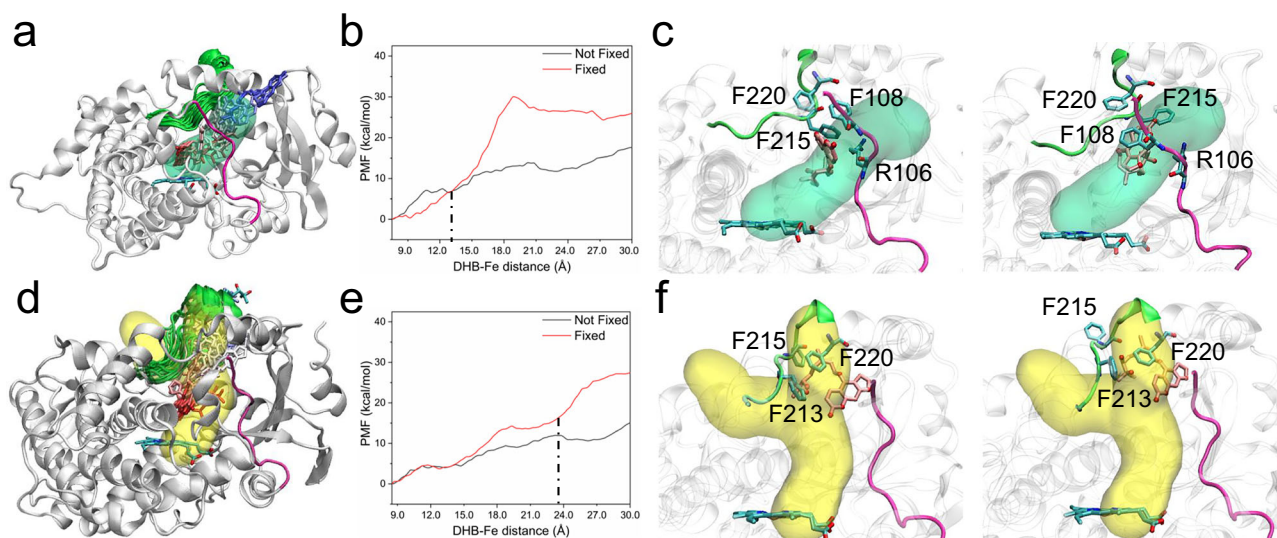 a
b
PMF (kcal/mol)
40
30
20
10
0
Not Fixed
Fixed
9.0 12.0 15.0 18.0 21.0 24.0 27.0 30.0
DHB-Fe distance (Å)
c
F220
F108
F215
R106
F220
F215
F108
R106
d
e
PMF (kcal/mol)
40
30
20
10
0
Not Fixed
Fixed
9.0 12.0 15.0 18.0 21.0 24.0 27.0 30.0
DHB-Fe distance (Å)
f
F215
F220
F213
F215
F220
F213